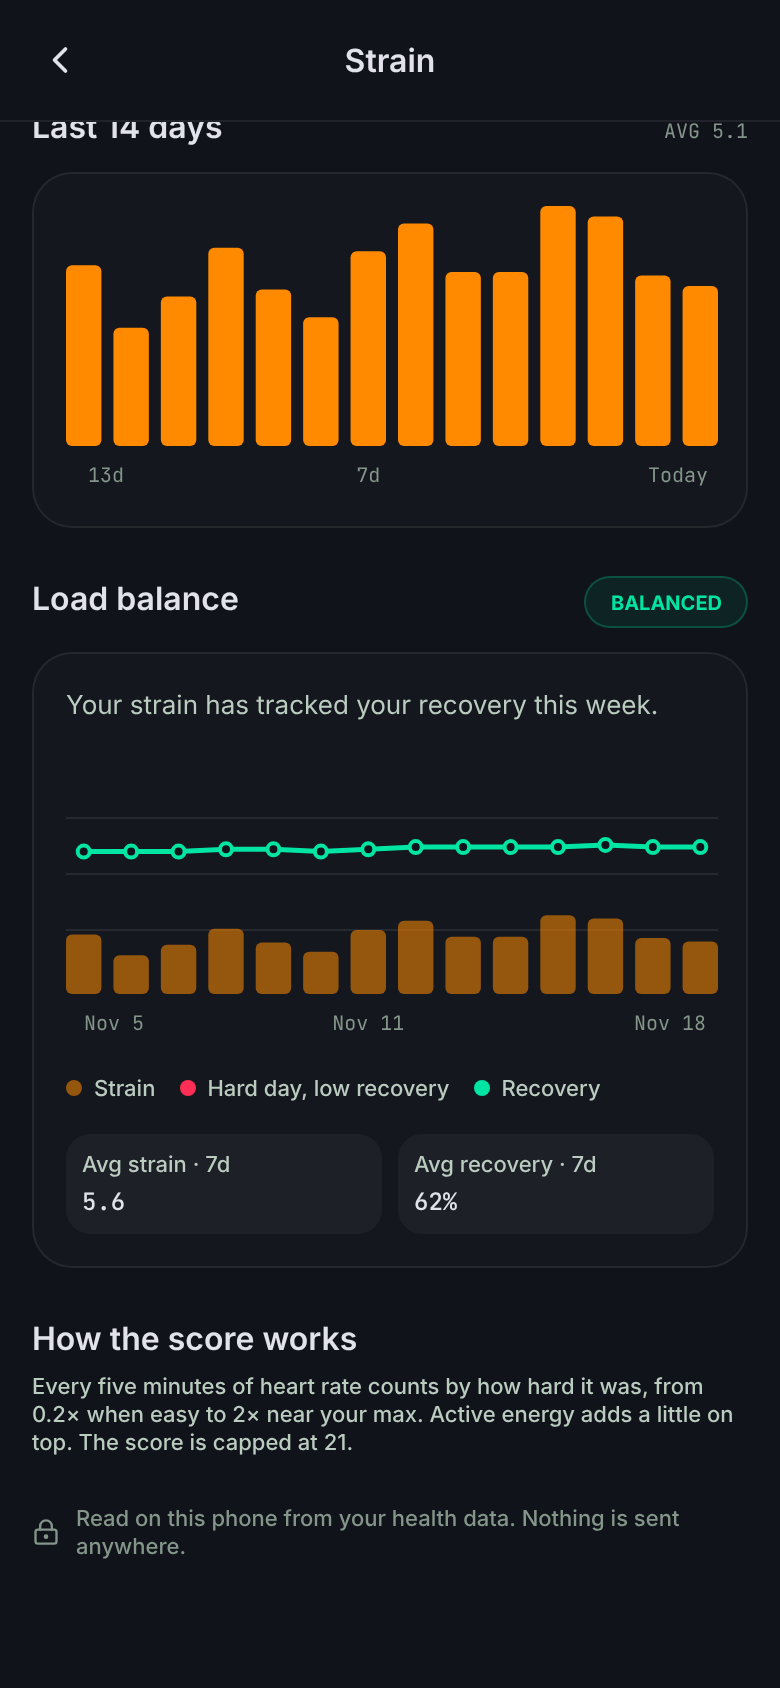 Strain
Last 14 days
AVG 5.1
13d
7d
Today
Load balance
BALANCED
Your strain has tracked your recovery this week.
Nov 5
Nov 11
Nov 18
Strain
Hard day, low recovery
Recovery
Avg strain · 7d
5.6
Avg recovery · 7d
62%
How the score works
Every five minutes of heart rate counts by how hard it was, from
0.2× when easy to 2× near your max. Active energy adds a little on
top. The score is capped at 21.
Read on this phone from your health data. Nothing is sent
anywhere.